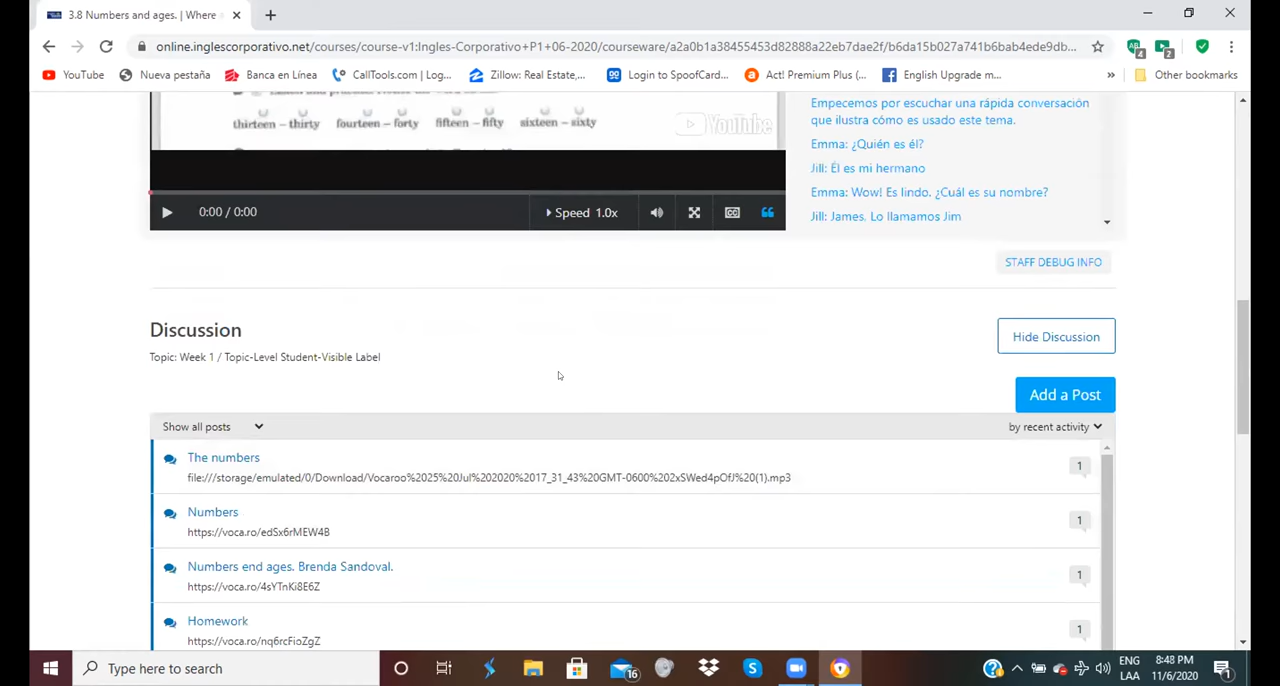 3.8 Numbers and ages. | Where
online.inglescorporativo.net/courses/course-v1:Ingles-Corporativo+P1+06-2020/courseware/a2a0b1a38455453d82888a22eb7dae2f/b6da15b027a741b6bab4ede9db...
YouTube
Nueva pestaña
Banca en Línea
CallTools.com | Log...
Zillow: Real Estate,...
Login to SpoofCard...
Act! Premium Plus (...
English Upgrade m...
»
Other bookmarks
thirteen – thirty fourteen – forty fifteen – fifty sixteen – sixty
YouTube
0:00 / 0:00
Speed 1.0x
Empecemos por escuchar una rápida conversación
que ilustra cómo es usado este tema.
Emma: ¿Quién es él?
Jill: Él es mi hermano
Emma: Wow! Es lindo. ¿Cuál es su nombre?
Jill: James. Lo llamamos Jim
STAFF DEBUG INFO
Discussion
Hide Discussion
Topic: Week 1 / Topic-Level Student-Visible Label
Add a Post
Show all posts
by recent activity
The numbers
file:///storage/emulated/0/Download/Vocaroo%2025%20Jul%202020%2017_31_43%20GMT-0600%202xSWed4pOfJ%20(1).mp3
1
Numbers
https://voca.ro/edSx6rMEW4B
1
Numbers end ages. Brenda Sandoval.
https://voca.ro/4sYTnKi8E6Z
1
Homework
https://voca.ro/nq6rcFioZgZ
1
Type here to search
16
ENG
LAA
8:48 PM
11/6/2020